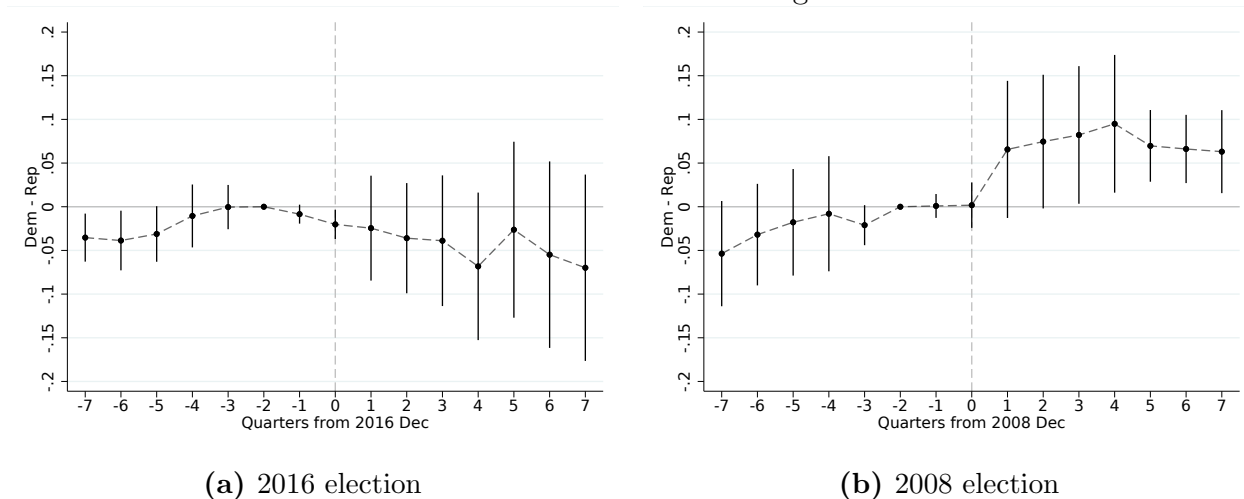 .2
.15
.1
.05
0
-.05
-.1
-.15
-.2
Dem - Rep
-7 -6 -5 -4 -3 -2 -1 0 1 2 3 4 5 6 7
Quarters from 2016 Dec
(a) 2016 election
.2
.15
.1
.05
0
-.05
-.1
-.15
-.2
Dem - Rep
-7 -6 -5 -4 -3 -2 -1 0 1 2 3 4 5 6 7
Quarters from 2008 Dec
(b) 2008 election